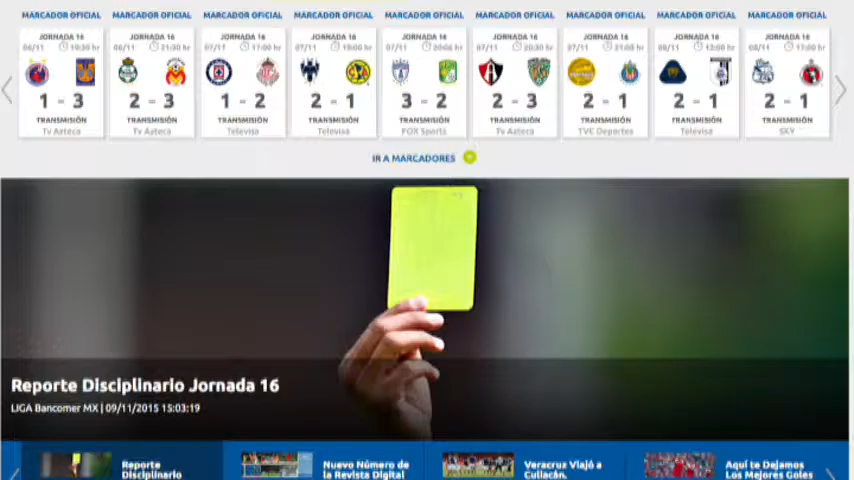 MARCADOR OFICIAL MARCADOR OFICIAL MARCADOR OFICIAL MARCADOR OFICIAL MARCADOR OFICIAL MARCADOR OFICIAL MARCADOR OFICIAL MARCADOR OFICIAL MARCADOR OFICIAL
JORNADA 16 JORNADA 16 JORNADA 16 JORNADA 16 JORNADA 16 JORNADA 16 JORNADA 16 JORNADA 16 JORNADA 16
06/11 19:30 hr 06/11 21:30 hr 07/11 17:00 hr 07/11 19:00 hr 07/11 20:06 hr 07/11 20:30 hr 07/11 21:00 hr 08/11 12:00 hr 08/11 17:00 hr
1 - 3 2 - 3 1 - 2 2 - 1 3 - 2 2 - 3 2 - 1 2 - 1 2 - 1
TRANSMISIÓN TRANSMISIÓN TRANSMISIÓN TRANSMISIÓN TRANSMISIÓN TRANSMISIÓN TRANSMISIÓN TRANSMISIÓN TRANSMISIÓN
Tv Azteca Tv Azteca Televisa Televisa FOX Sports Tv Azteca TVC Deportes Televisa SKY
IR A MARCADORES
Reporte Disciplinario Jornada 16
LIGA Bancomer MX | 09/11/2015 15:03:19
Reporte Nuevo Número de Veracruz Viajó a Aquí te Dejamos
Disciplinario la Revista Digital Culiacán. Los Mejores Goles